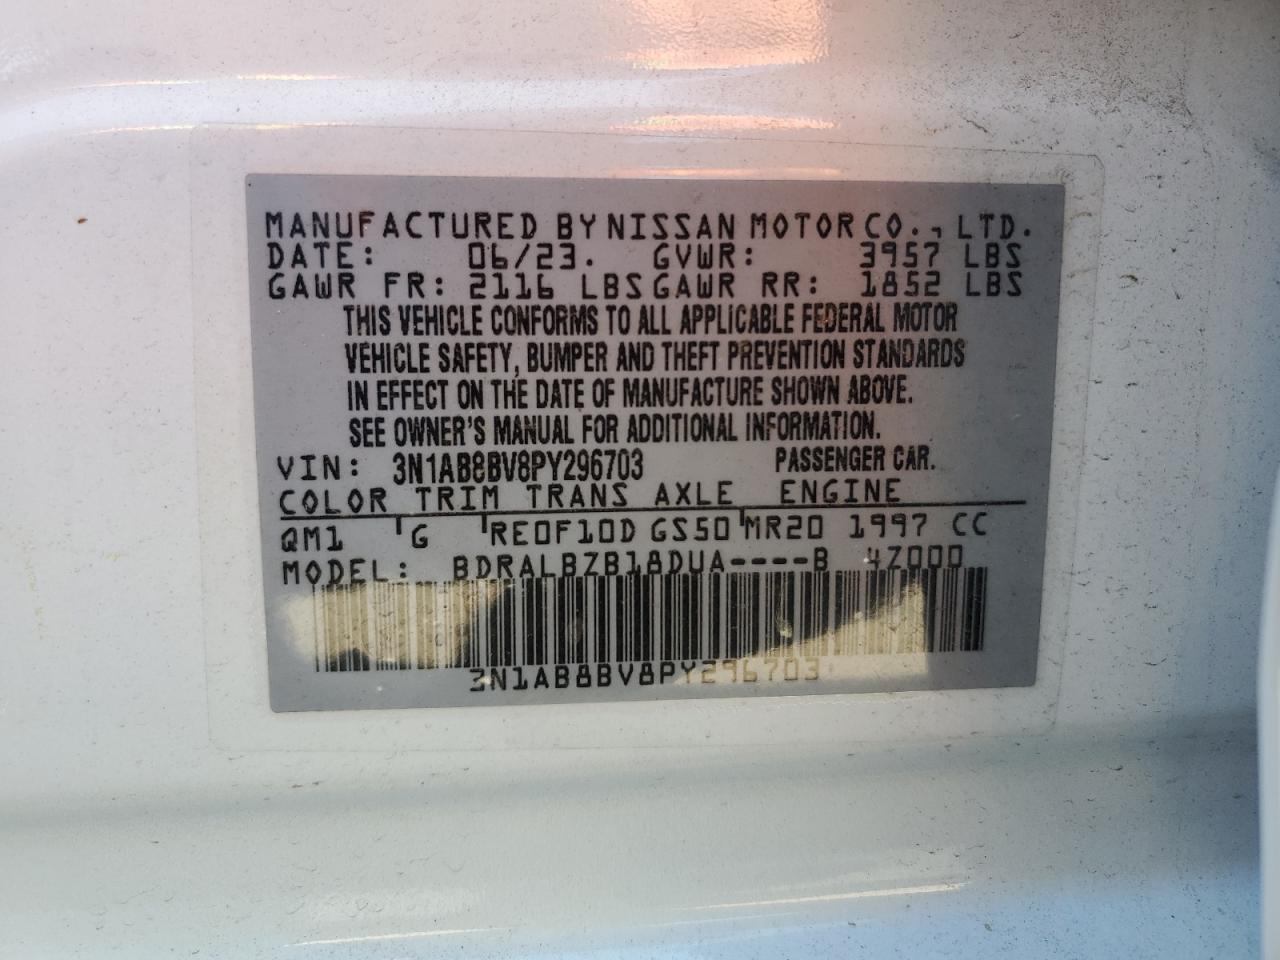 MANUFACTURED BY NISSAN MOTOR CO., LTD.
DATE: 06/23. GVWR: 3957 LBS
GAWR FR: 2116 LBS GAWR RR: 1852 LBS
THIS VEHICLE CONFORMS TO ALL APPLICABLE FEDERAL MOTOR
VEHICLE SAFETY, BUMPER AND THEFT PREVENTION STANDARDS
IN EFFECT ON THE DATE OF MANUFACTURE SHOWN ABOVE.
SEE OWNER'S MANUAL FOR ADDITIONAL INFORMATION.
VIN: 3N1AB8BV8PY296703 PASSENGER CAR.
COLOR TRIM TRANS AXLE ENGINE
QM1 G RE0F10D GS50 MR20 1997 CC
MODEL: BDRALBZB18DUA----B 4Z000
3N1AB8BV8PY296703